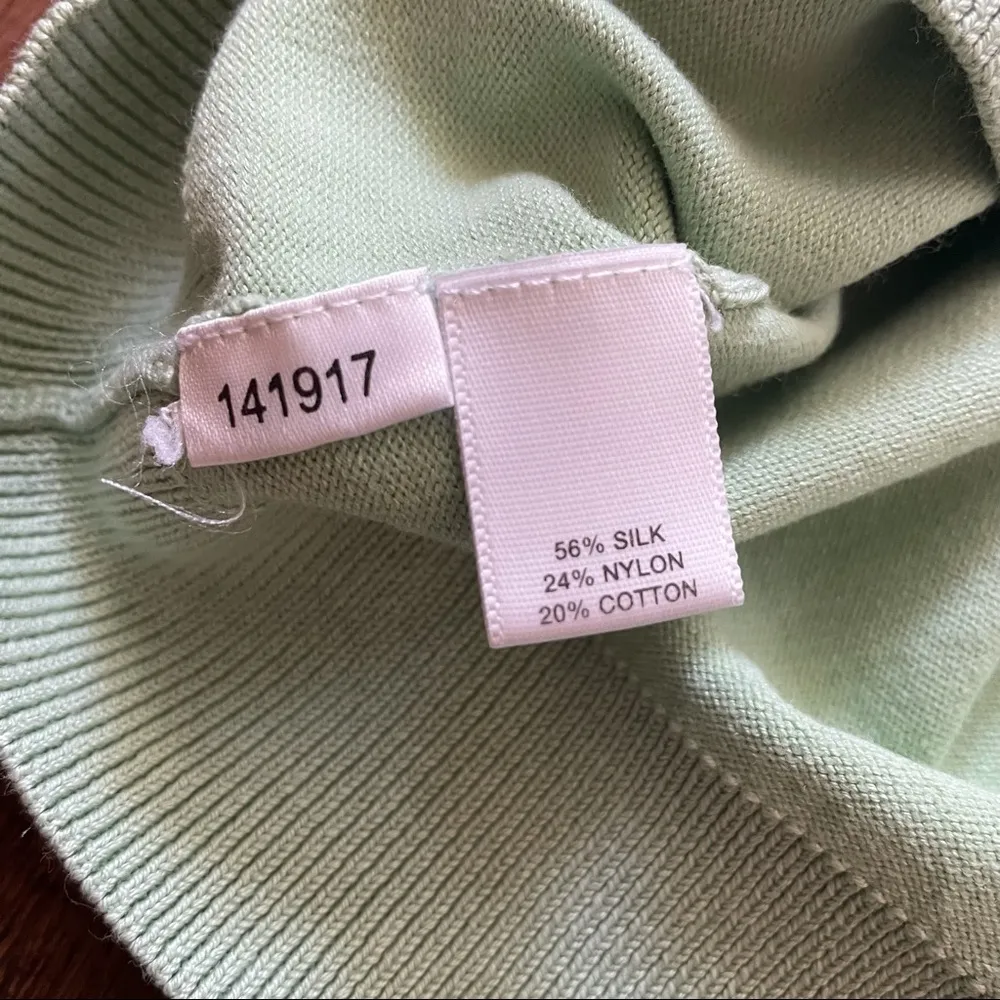 141917
56% SILK
24% NYLON
20% COTTON